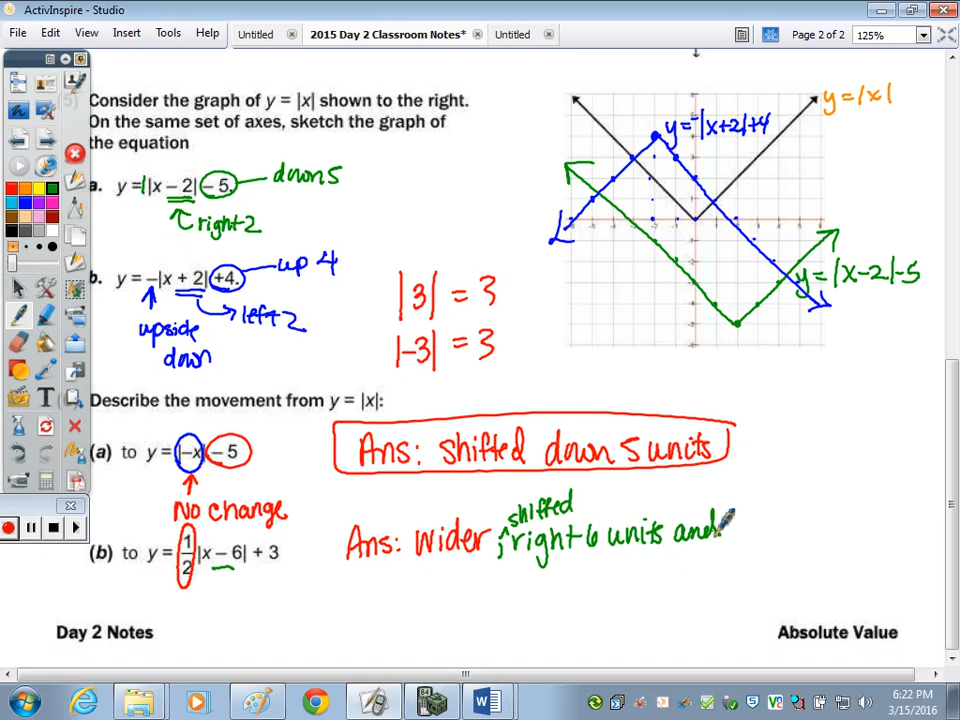 ActivInspire - Studio
File Edit View Insert Tools Help Untitled 2015 Day 2 Classroom Notes* Untitled Page 2 of 2 125%
(5) Consider the graph of y = |x| shown to the right.
On the same set of axes, sketch the graph of
the equation
a. y = 1|x − 2| − 5. down 5
right 2
b. y = −|x + 2| +4. up 4
left 2
upside
down
|3| = 3
|−3| = 3
y=|x|
y=-|x+2|+4
y=|x−2|−5
Describe the movement from y = |x|:
(a) to y = |−x| − 5
Ans: shifted down 5 units
No change
(b) to y = 1/2 |x − 6| + 3
Ans: wider ; shifted right 6 units and
Day 2 Notes Absolute Value
6:22 PM
3/15/2016